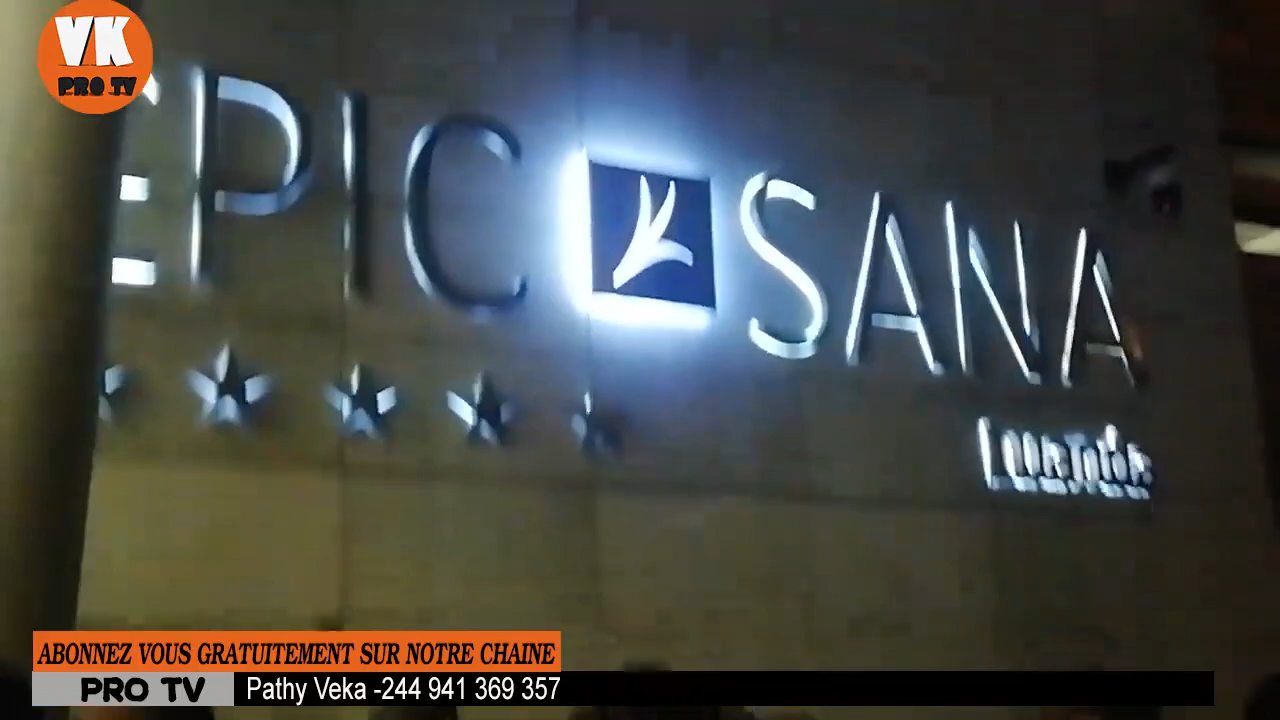 VK
PRO TV
EPIC SANA
LUANDA
ABONNEZ VOUS GRATUITEMENT SUR NOTRE CHAINE
PRO TV
Pathy Veka -244 941 369 357